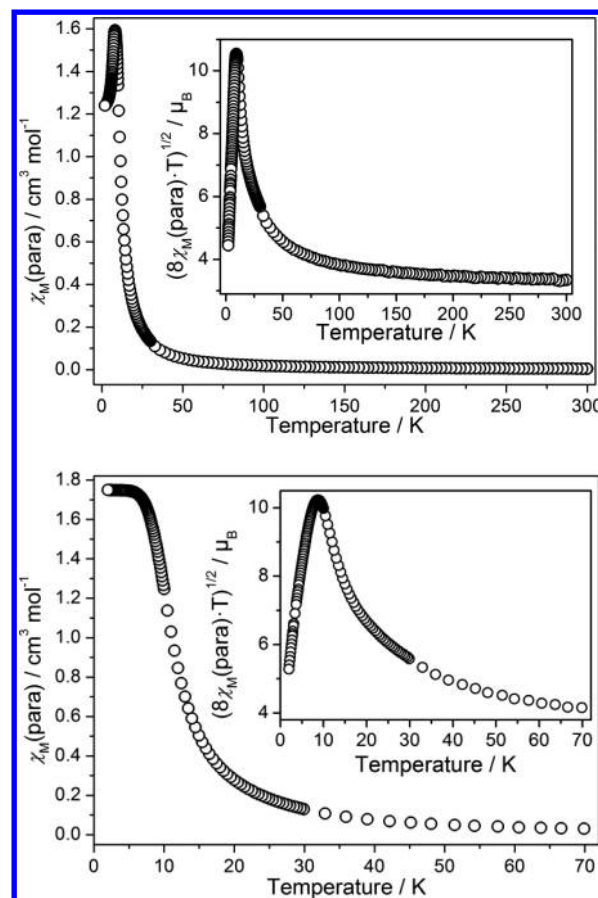 χM(para) / cm³ mol⁻¹
1.6
1.4
1.2
1.0
0.8
0.6
0.4
0.2
0.0
0 50 100 150 200 250 300
Temperature / K
(8χM(para)·T)^1/2 / μB
10
8
6
4
0 50 100 150 200 250 300
Temperature / K
χM(para) / cm³ mol⁻¹
1.8
1.6
1.4
1.2
1.0
0.8
0.6
0.4
0.2
0.0
0 10 20 30 40 50 60 70
Temperature / K
(8χM(para)·T)^1/2 / μB
10
8
6
4
0 10 20 30 40 50 60 70
Temperature / K